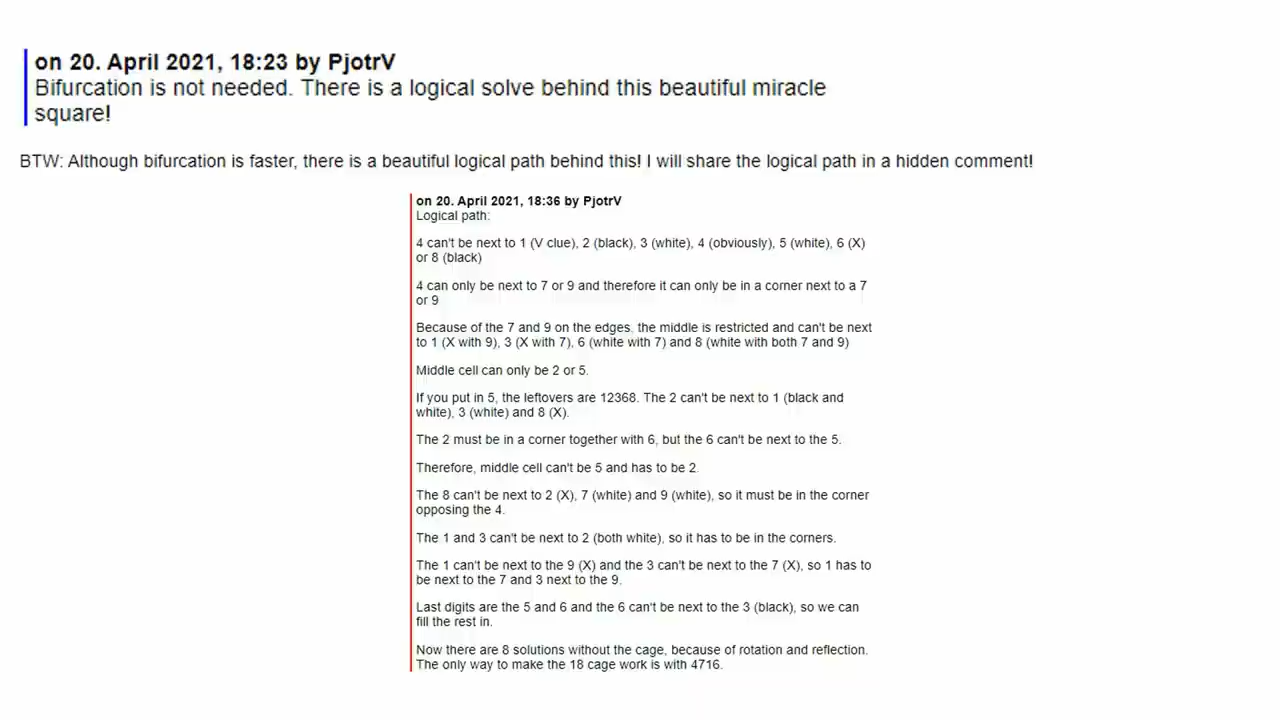 on 20. April 2021, 18:23 by PjotrV
Bifurcation is not needed. There is a logical solve behind this beautiful miracle
square!
BTW: Although bifurcation is faster, there is a beautiful logical path behind this! I will share the logical path in a hidden comment!
on 20. April 2021, 18:36 by PjotrV
Logical path:
4 can't be next to 1 (V clue), 2 (black), 3 (white), 4 (obviously), 5 (white), 6 (X)
or 8 (black)
4 can only be next to 7 or 9 and therefore it can only be in a corner next to a 7
or 9
Because of the 7 and 9 on the edges, the middle is restricted and can't be next
to 1 (X with 9), 3 (X with 7), 6 (white with 7) and 8 (white with both 7 and 9)
Middle cell can only be 2 or 5.
If you put in 5, the leftovers are 12368. The 2 can't be next to 1 (black and
white), 3 (white) and 8 (X).
The 2 must be in a corner together with 6, but the 6 can't be next to the 5.
Therefore, middle cell can't be 5 and has to be 2.
The 8 can't be next to 2 (X), 7 (white) and 9 (white), so it must be in the corner
opposing the 4.
The 1 and 3 can't be next to 2 (both white), so it has to be in the corners.
The 1 can't be next to the 9 (X) and the 3 can't be next to the 7 (X), so 1 has to
be next to the 7 and 3 next to the 9.
Last digits are the 5 and 6 and the 6 can't be next to the 3 (black), so we can
fill the rest in.
Now there are 8 solutions without the cage, because of rotation and reflection.
The only way to make the 18 cage work is with 4716.